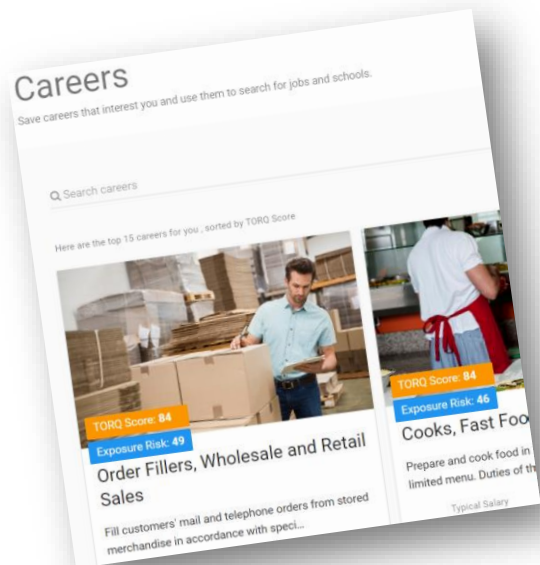 Careers
Save careers that interest you and use them to search for jobs and schools.
Search careers
Here are the top 15 careers for you , sorted by TORQ Score
TORQ Score: 84
Exposure Risk: 49
Order Fillers, Wholesale and Retail
Sales
Fill customers' mail and telephone orders from stored
merchandise in accordance with speci...
TORQ Score: 84
Exposure Risk: 46
Cooks, Fast Foo
Prepare and cook food in
limited menu. Duties of th
Typical Salary